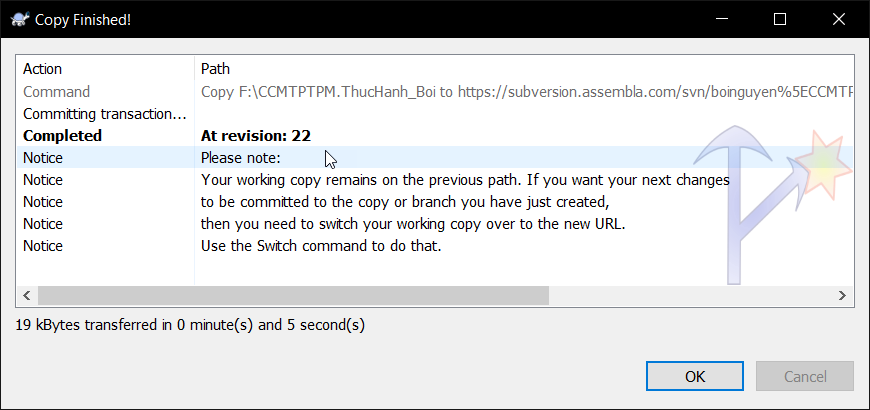 Copy Finished!
Action Path
Command Copy F:\CCMTPTPM.ThucHanh_Boi to https://subversion.assembla.com/svn/boinguyen%5ECCMTP
Committing transaction...
Completed At revision: 22
Notice Please note:
Notice Your working copy remains on the previous path. If you want your next changes
Notice to be committed to the copy or branch you have just created,
Notice then you need to switch your working copy over to the new URL.
Notice Use the Switch command to do that.
19 kBytes transferred in 0 minute(s) and 5 second(s)
OK Cancel